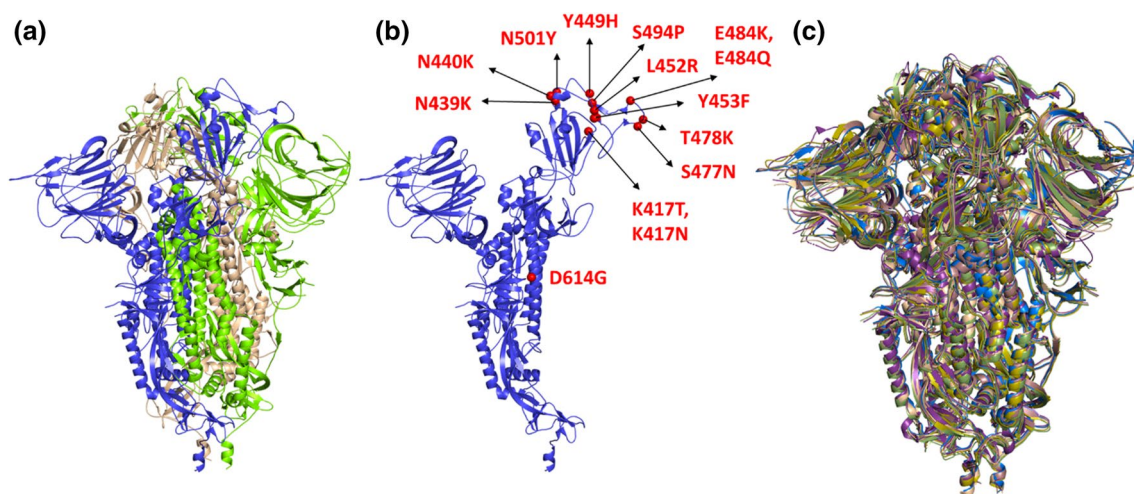 (a)
(b)
(c)
Y449H
S494P
E484K,
E484Q
N501Y
L452R
N440K
Y453F
N439K
T478K
S477N
K417T,
K417N
D614G